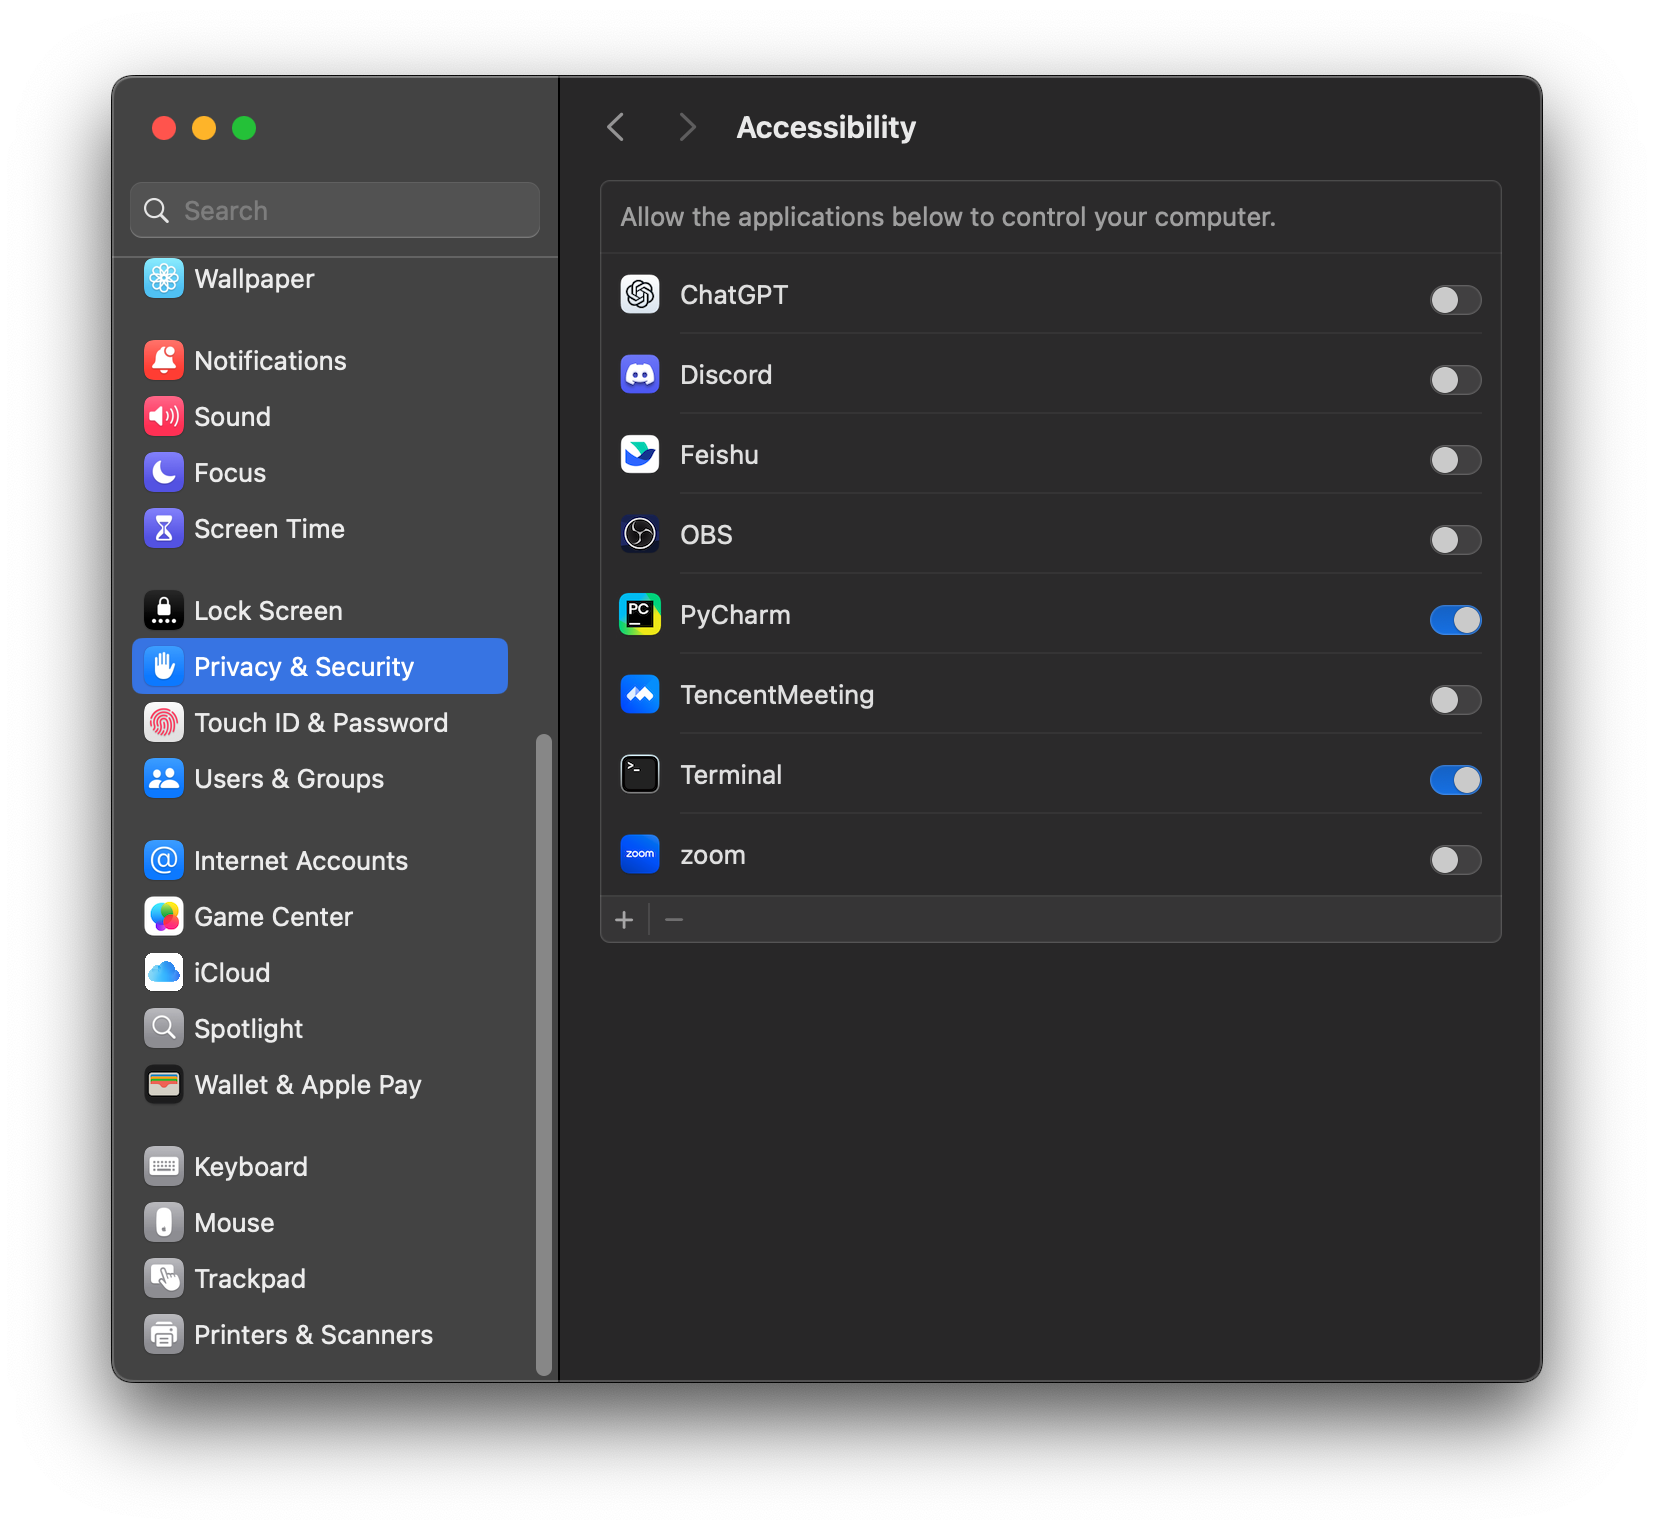 Accessibility
Search
Wallpaper
Notifications
Sound
Focus
Screen Time
Lock Screen
Privacy & Security
Touch ID & Password
Users & Groups
Internet Accounts
Game Center
iCloud
Spotlight
Wallet & Apple Pay
Keyboard
Mouse
Trackpad
Printers & Scanners
Allow the applications below to control your computer.
ChatGPT
Discord
Feishu
OBS
PC
PyCharm
TencentMeeting
>_
Terminal
zoom
zoom